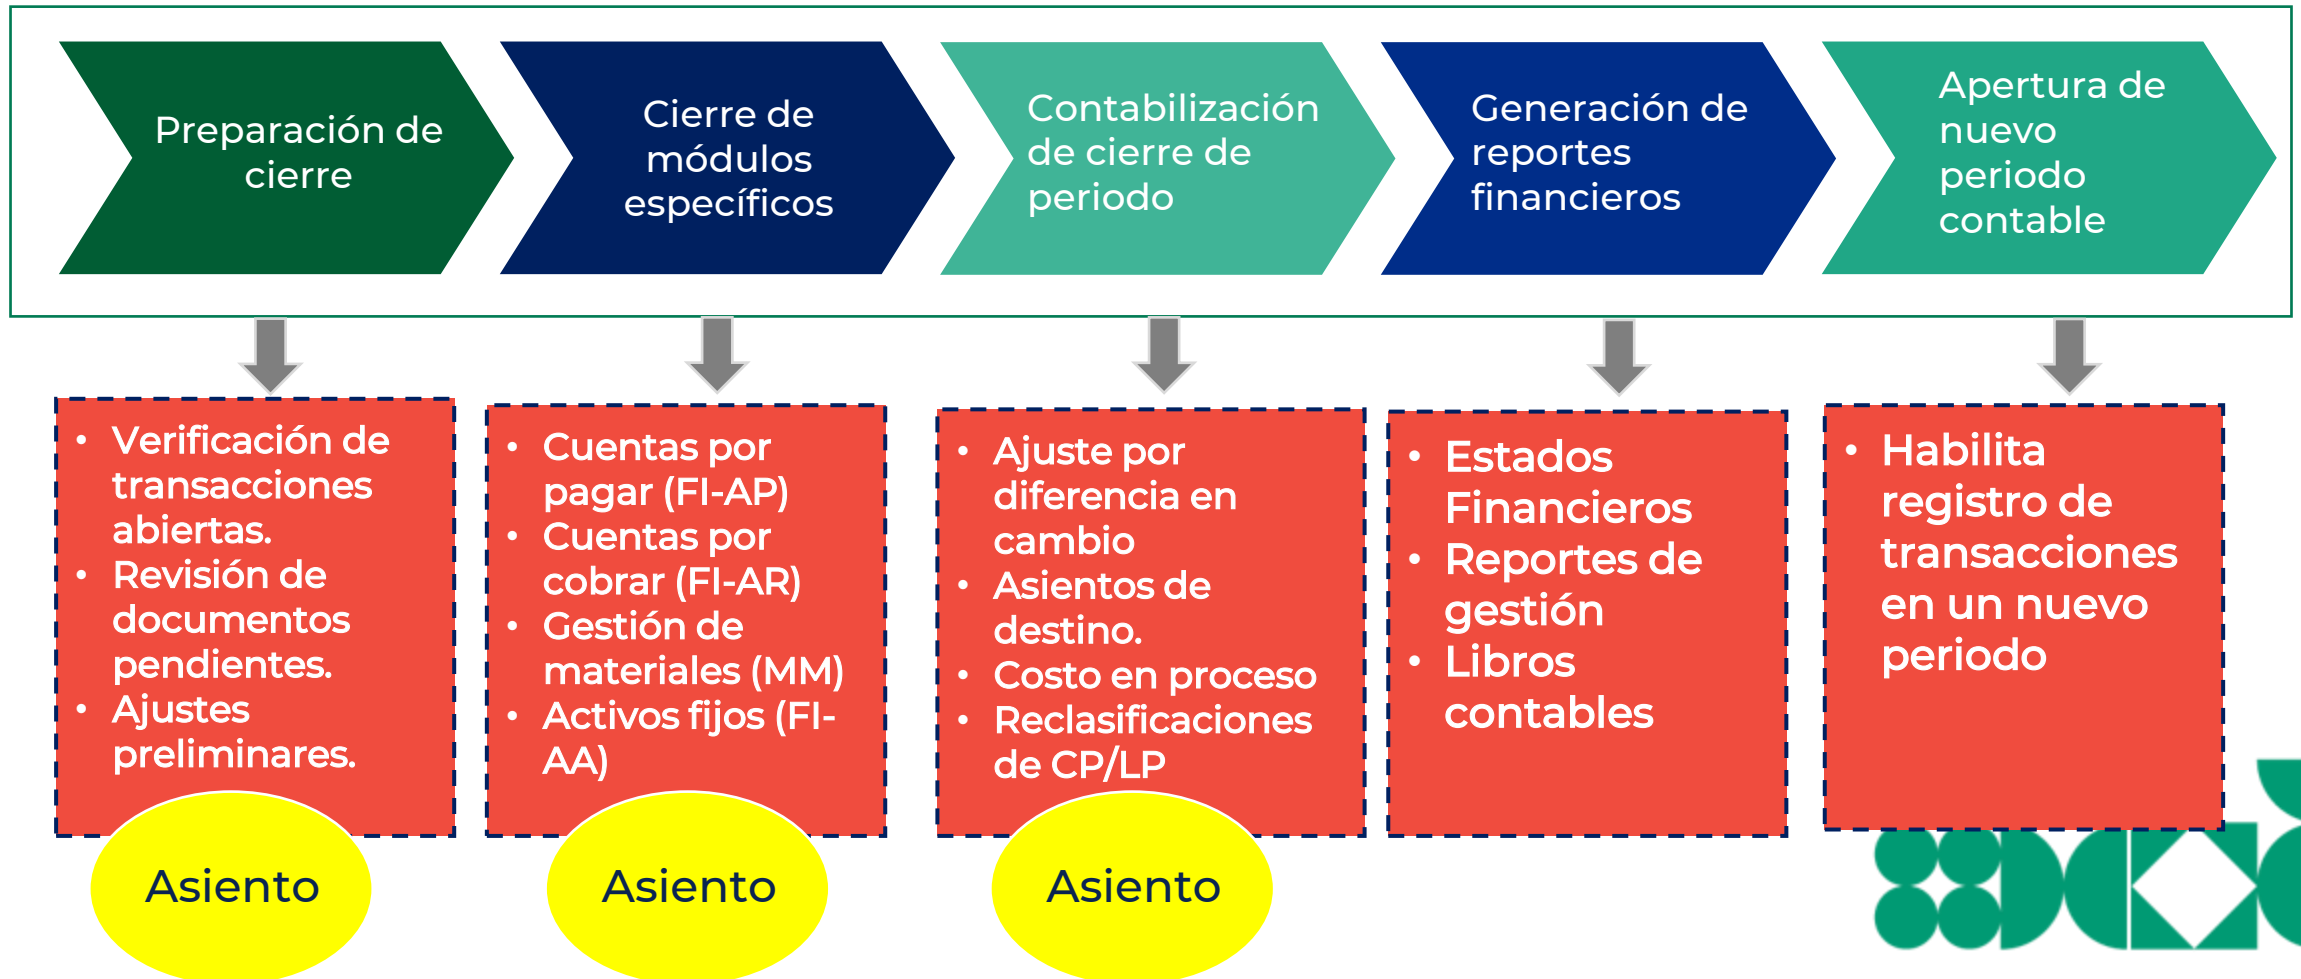 Preparación de
cierre
Cierre de
módulos
específicos
Contabilización
de cierre de
periodo
Generación de
reportes
financieros
Apertura de
nuevo
periodo
contable
• Verificación de
transacciones
abiertas.
• Revisión de
documentos
pendientes.
• Ajustes
preliminares.
Asiento
• Cuentas por
pagar (FI-AP)
• Cuentas por
cobrar (FI-AR)
• Gestión de
materiales (MM)
• Activos fijos (FI-
AA)
Asiento
• Ajuste por
diferencia en
cambio
• Asientos de
destino.
• Costo en proceso
• Reclasificaciones
de CP/LP
Asiento
• Estados
Financieros
• Reportes de
gestión
• Libros
contables
• Habilita
registro de
transacciones
en un nuevo
periodo